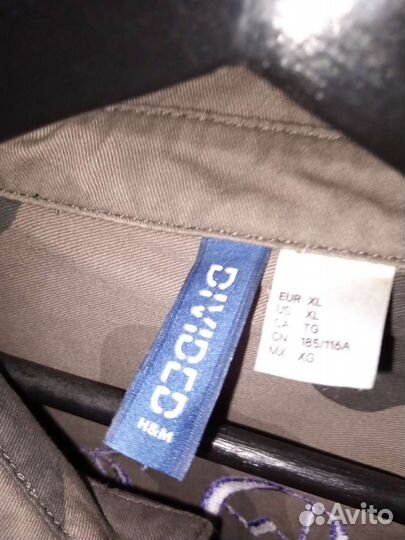 DIVIDED
H&M
EUR XL
US XL
CA TG
CN 185/116A
MX XG
Avito